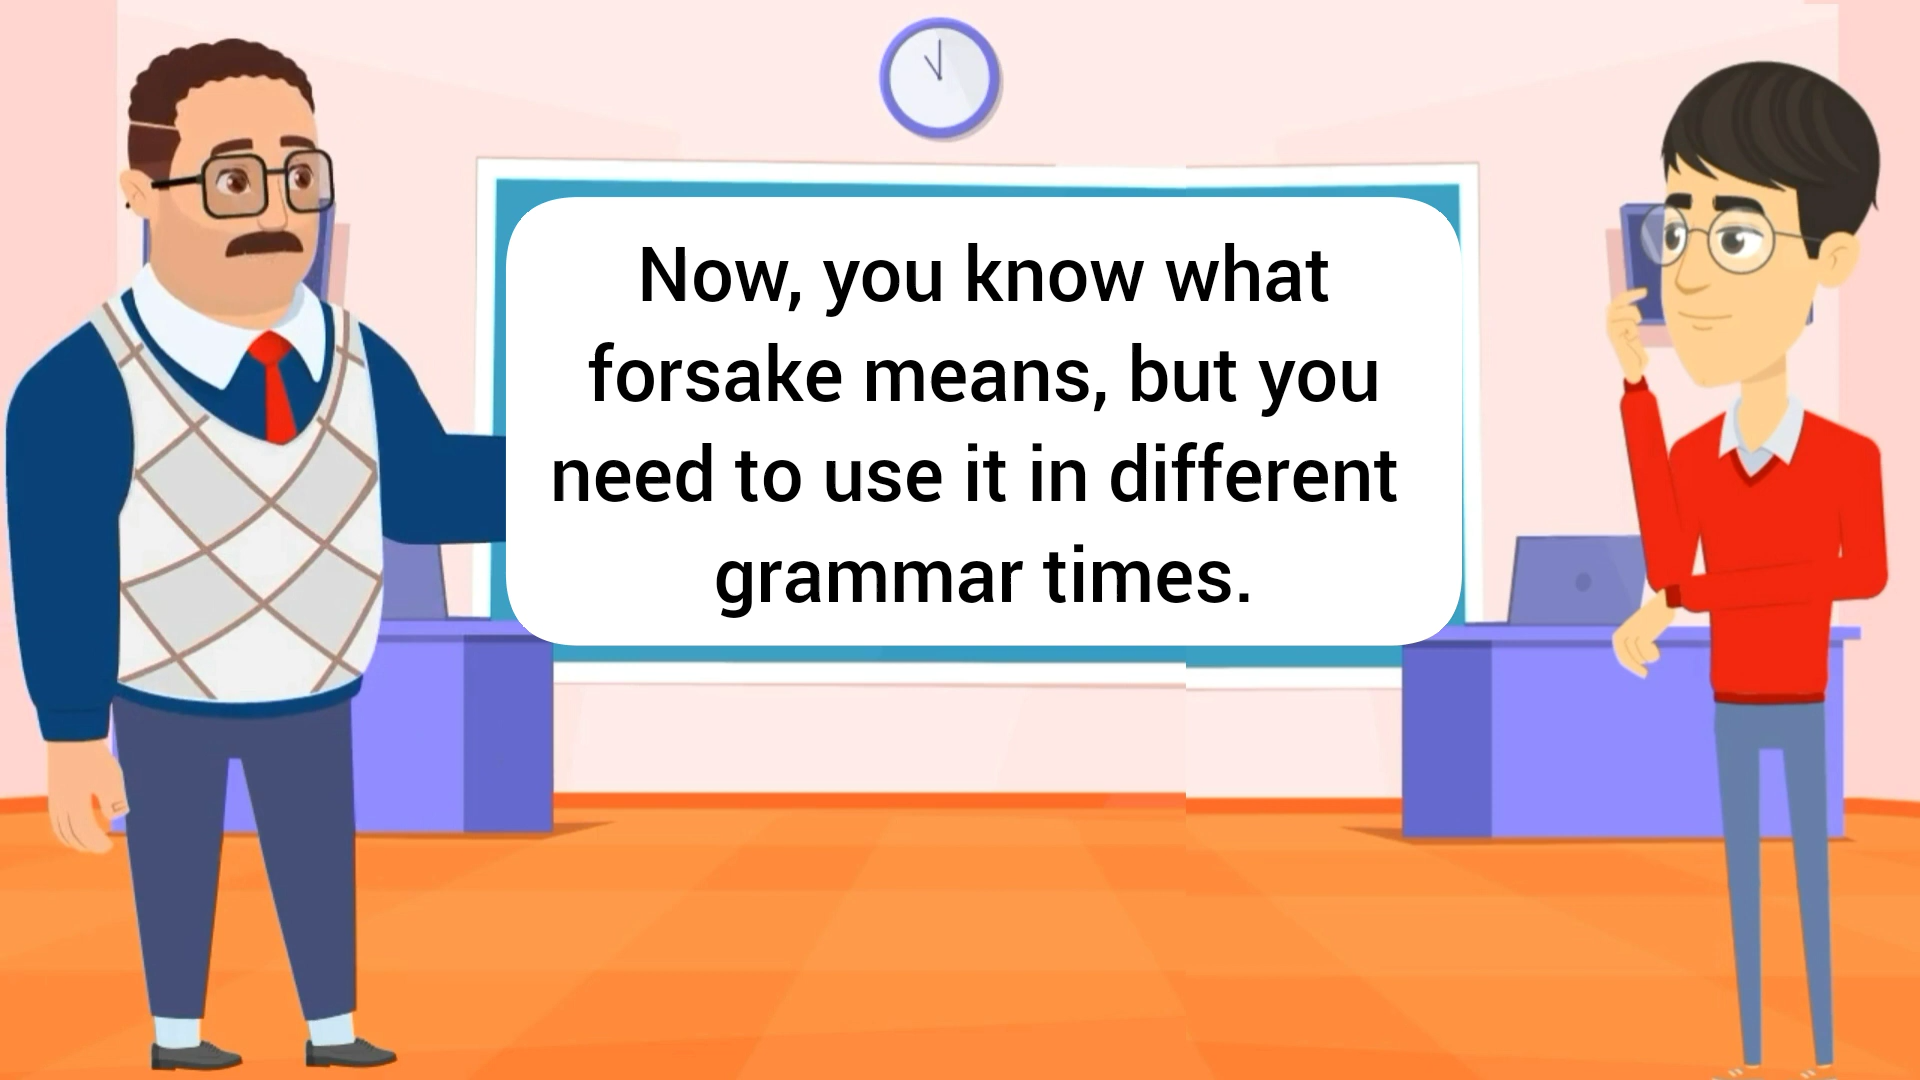 Now, you know what
forsake means, but you
need to use it in different
grammar times.